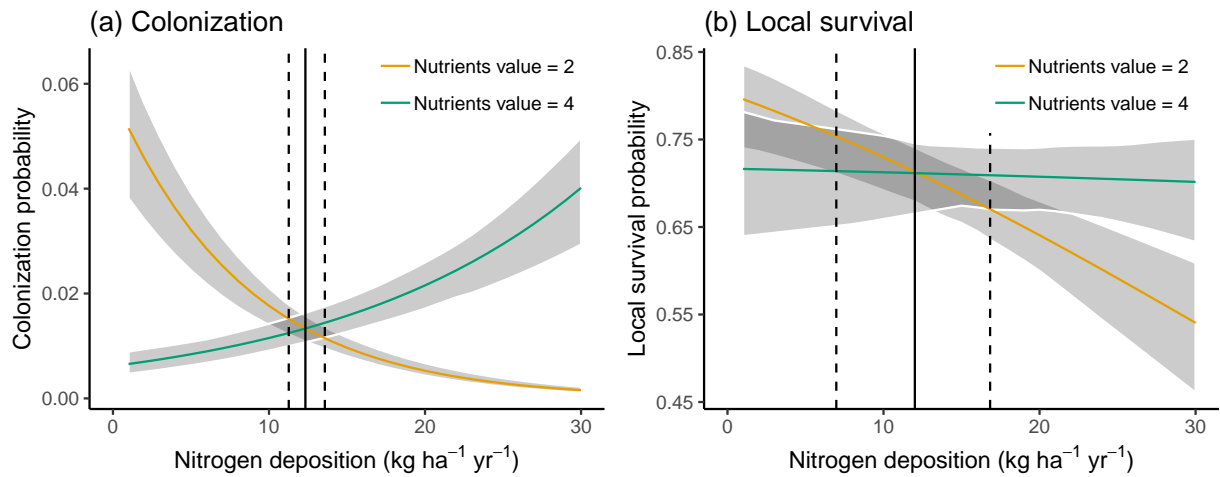 (a) Colonization
Colonization probability
0.06
0.04
0.02
0.00
Nutrients value = 2
Nutrients value = 4
0
10
20
30
Nitrogen deposition (kg ha⁻¹ yr⁻¹)
(b) Local survival
Local survival probability
0.85
0.75
0.65
0.55
0.45
Nutrients value = 2
Nutrients value = 4
0
10
20
30
Nitrogen deposition (kg ha⁻¹ yr⁻¹)